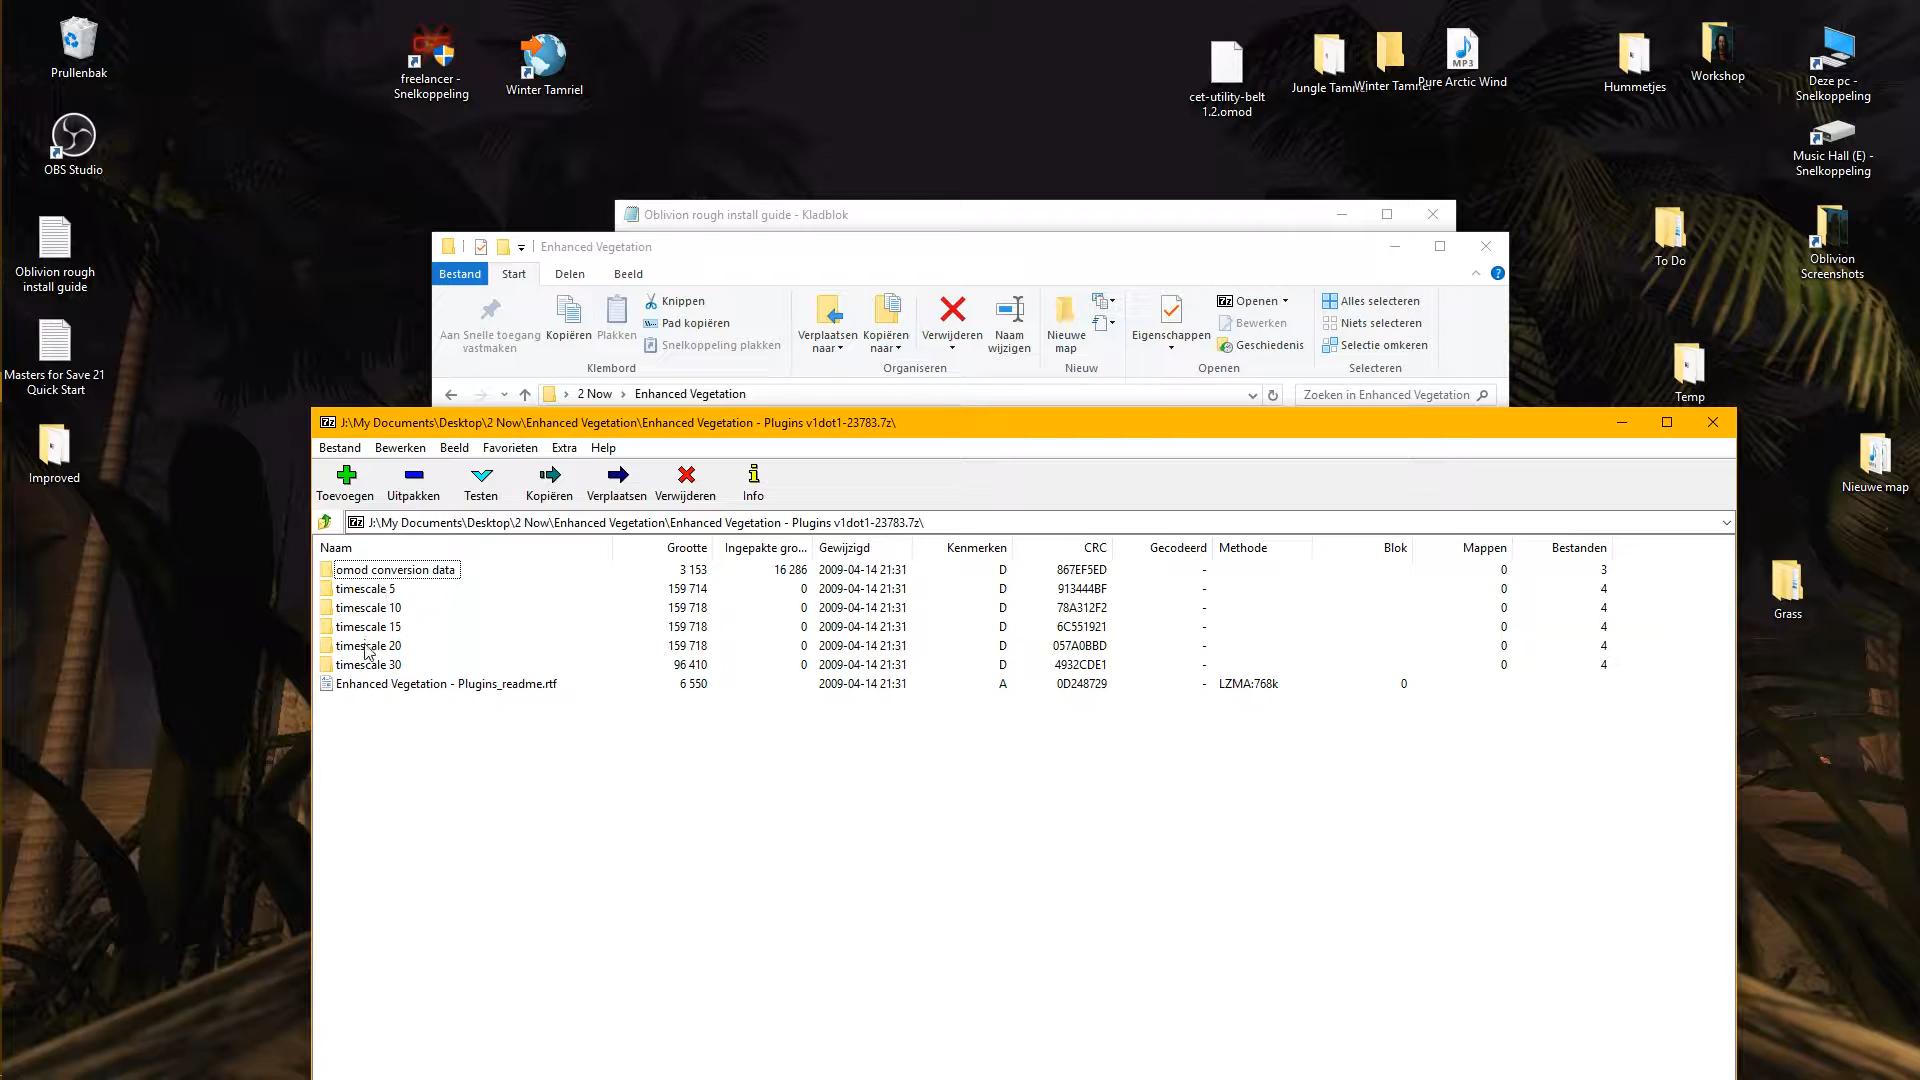 Prullenbak
freelancer -
Snelkoppeling
Winter Tamriel
OBS Studio
Oblivion rough
install guide
Masters for Save 21
Quick Start
Improved
cet-utility-belt
1.2.omod
MP3
Pure Arctic Wind
Hummetjes
Workshop
Deze pc -
Snelkoppeling
Music Hall (E) -
Snelkoppeling
To Do
Oblivion
Screenshots
Temp
Nieuwe map
Grass
Oblivion rough install guide - Kladblok
Enhanced Vegetation
Bestand Start Delen Beeld
Aan Snelle toegang
vastmaken
Kopiëren
Plakken
Knippen
Pad kopiëren
Snelkoppeling plakken
Klembord
Verplaatsen
naar
Kopiëren
naar
Verwijderen
Naam
wijzigen
Organiseren
Nieuwe
map
Nieuw
Eigenschappen
Openen
Bewerken
Geschiedenis
Openen
Alles selecteren
Niets selecteren
Selectie omkeren
Selecteren
2 Now Enhanced Vegetation
Zoeken in Enhanced Vegetation
J:\My Documents\Desktop\2 Now\Enhanced Vegetation\Enhanced Vegetation - Plugins v1dot1-23783.7z\
Bestand Bewerken Beeld Favorieten Extra Help
Toevoegen Uitpakken Testen Kopiëren Verplaatsen Verwijderen Info
J:\My Documents\Desktop\2 Now\Enhanced Vegetation\Enhanced Vegetation - Plugins v1dot1-23783.7z\
Naam Grootte Ingepakte gro... Gewijzigd Kenmerken CRC Gecodeerd Methode Blok Mappen Bestanden
omod conversion data 3 153 16 286 2009-04-14 21:31 D 867EF5ED - 0 3
timescale 5 159 714 0 2009-04-14 21:31 D 913444BF - 0 4
timescale 10 159 718 0 2009-04-14 21:31 D 78A312F2 - 0 4
timescale 15 159 718 0 2009-04-14 21:31 D 6C551921 - 0 4
timescale 20 159 718 0 2009-04-14 21:31 D 057A0BBD - 0 4
timescale 30 96 410 0 2009-04-14 21:31 D 4932CDE1 - 0 4
Enhanced Vegetation - Plugins_readme.rtf 6 550 2009-04-14 21:31 A 0D248729 - LZMA:768k 0